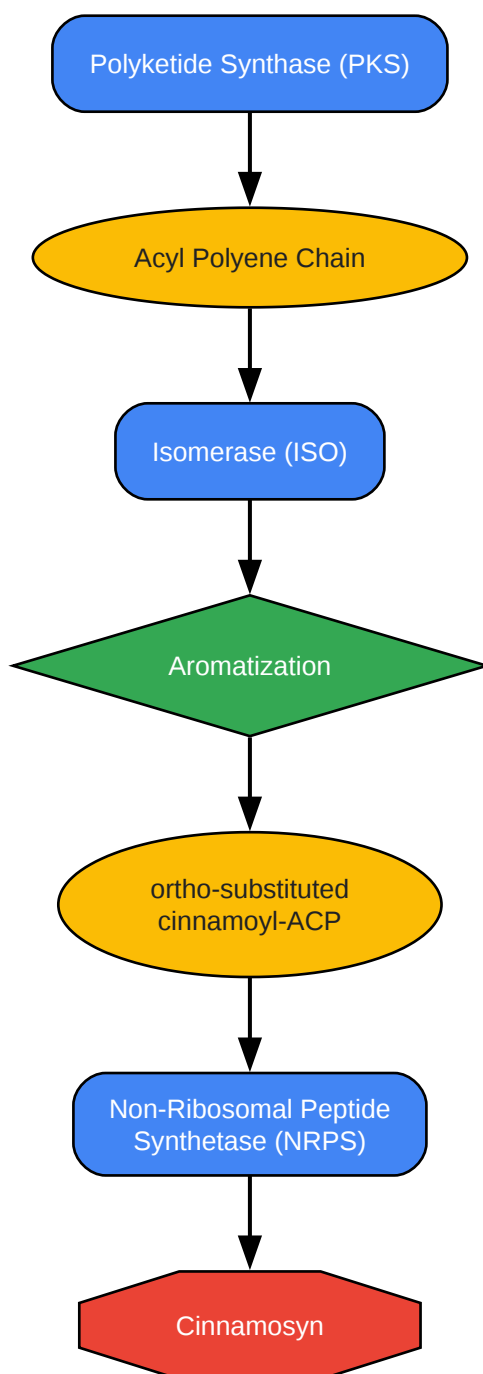 Polyketide Synthase (PKS)
Acyl Polyene Chain
Isomerase (ISO)
Aromatization
ortho-substituted
cinnamoyl-ACP
Non-Ribosomal Peptide
Synthetase (NRPS)
Cinnamosyn